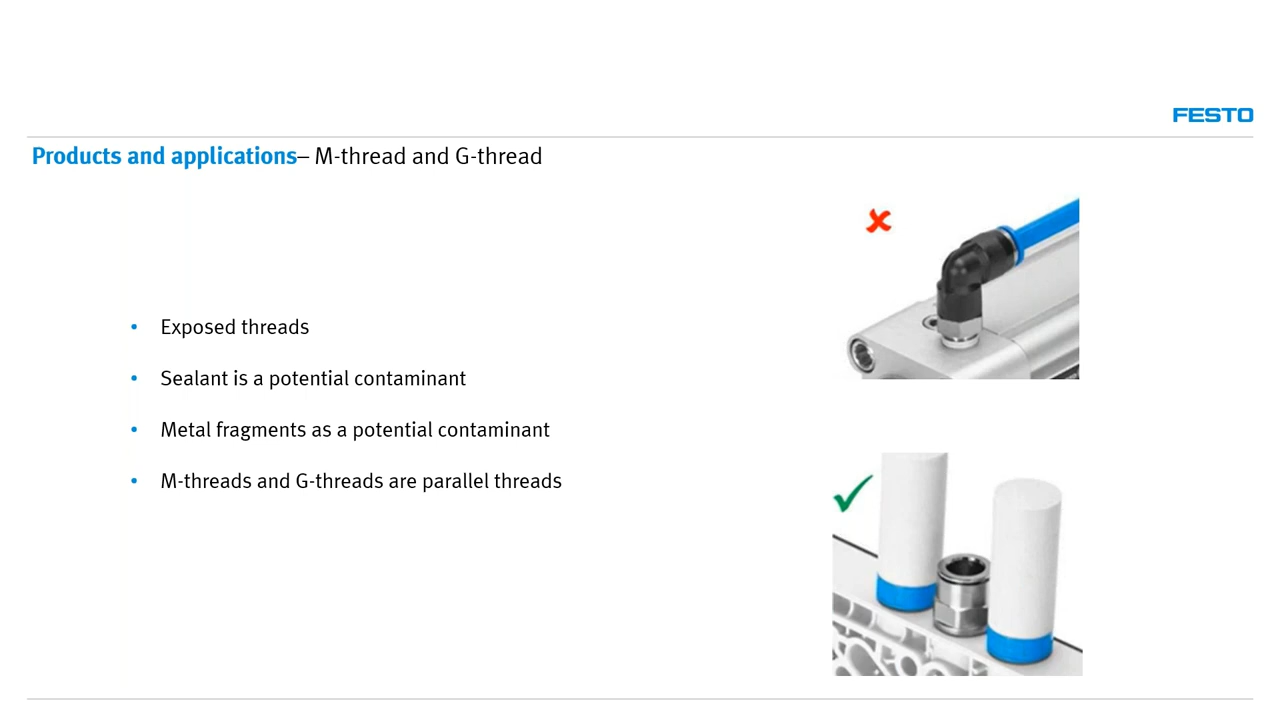 FESTO
Products and applications– M-thread and G-thread
• Exposed threads
• Sealant is a potential contaminant
• Metal fragments as a potential contaminant
• M-threads and G-threads are parallel threads